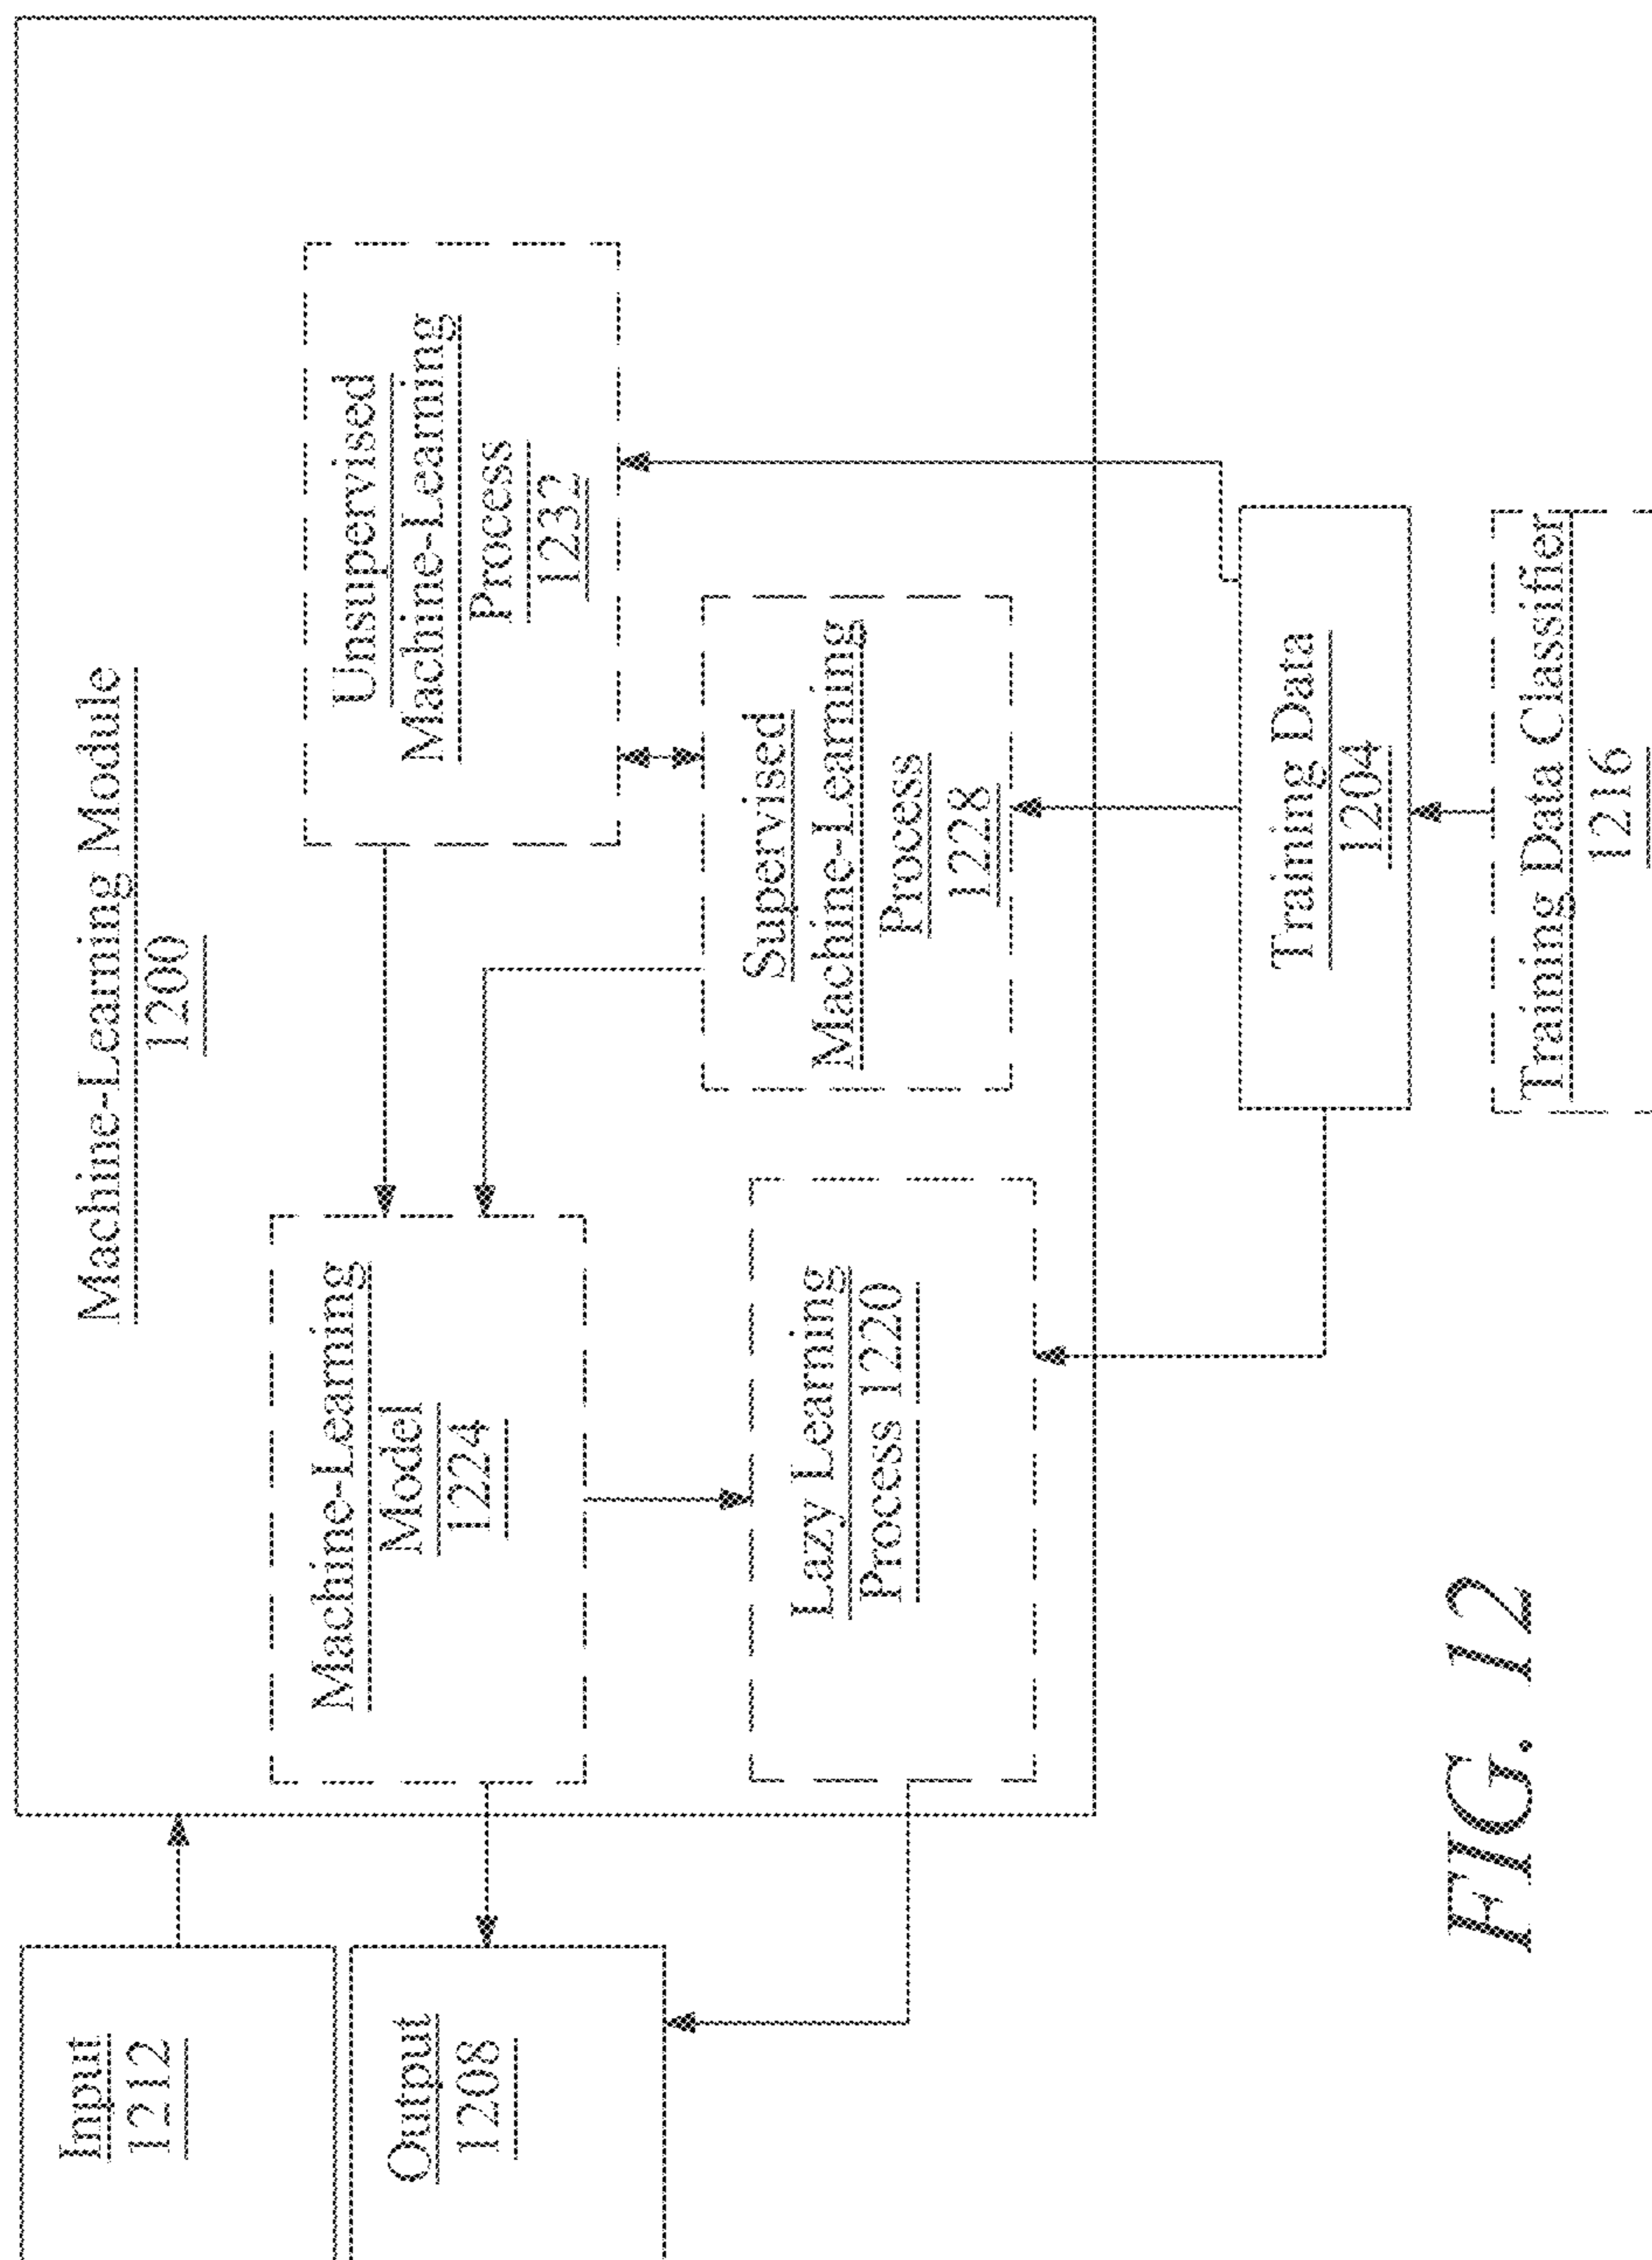 Machine-Learning Module
1200
Input
1212
Output
1208
Machine-Learning
Model
1224
Unsupervised
Machine-Learning
Process
1232
Lazy Learning
Process 1220
Supervised
Machine-Learning
Process
1228
Training Data
1204
Training Data Classifier
1216
FIG. 12